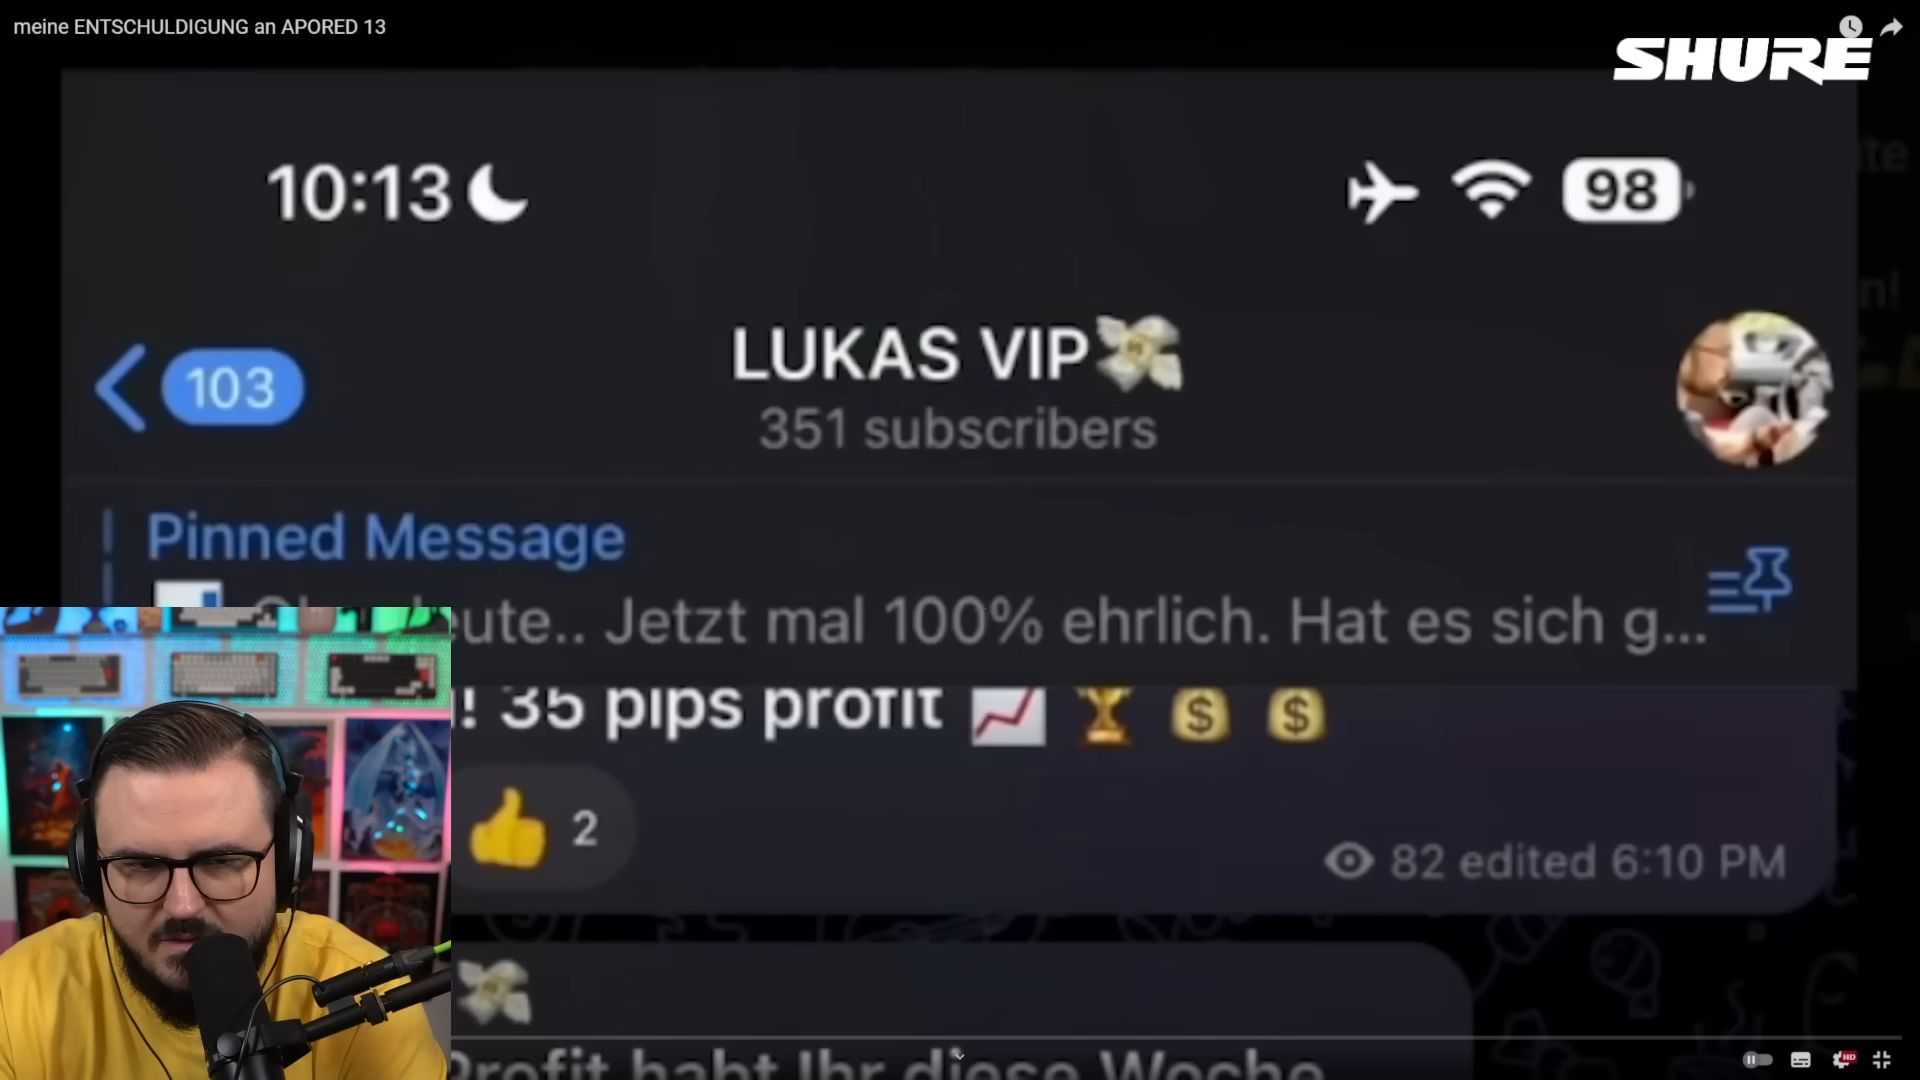 meine ENTSCHULDIGUNG an APORED 13
SHURE
10:13
98
103
LUKAS VIP
351 subscribers
Pinned Message
eute.. Jetzt mal 100% ehrlich. Hat es sich g...
! 35 pips profit
2
82 edited 6:10 PM
Profit habt Ihr diese Woche
HD